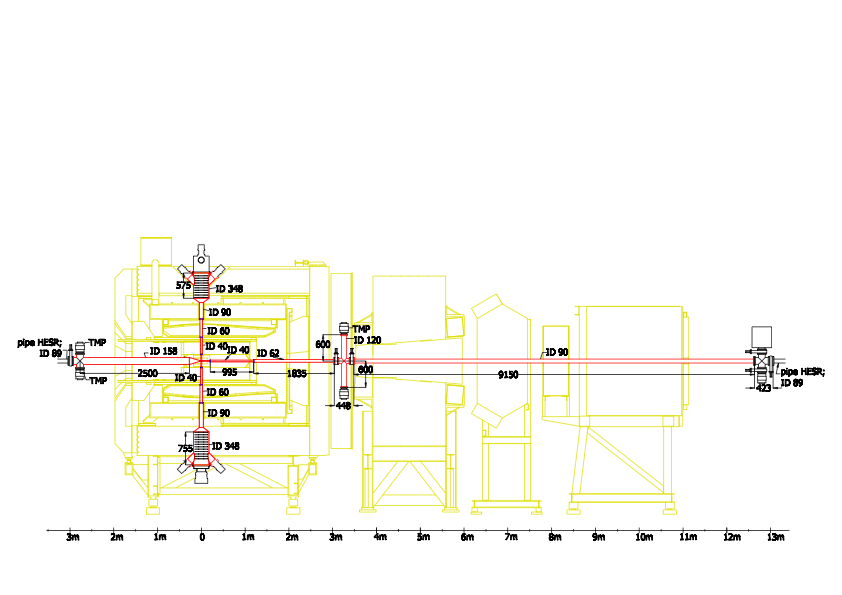 575
ID 348
ID 90
ID 60
pipe HESR;
ID 89
TMP
TMP
ID 158
ID 40
ID 40
ID 62
600
TMP
ID 120
ID 90
2500
ID 40
995
1835
600
9150
448
423
pipe HESR;
ID 89
ID 60
ID 90
755
ID 348
3m
2m
1m
0
1m
2m
3m
4m
5m
6m
7m
8m
9m
10m
11m
12m
13m